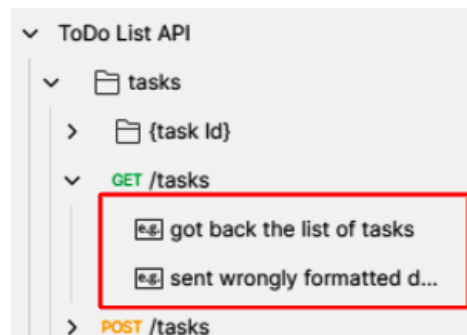 ToDo List API
tasks
{task Id}
GET /tasks
e.g. got back the list of tasks
e.g. sent wrongly formatted d...
POST /tasks